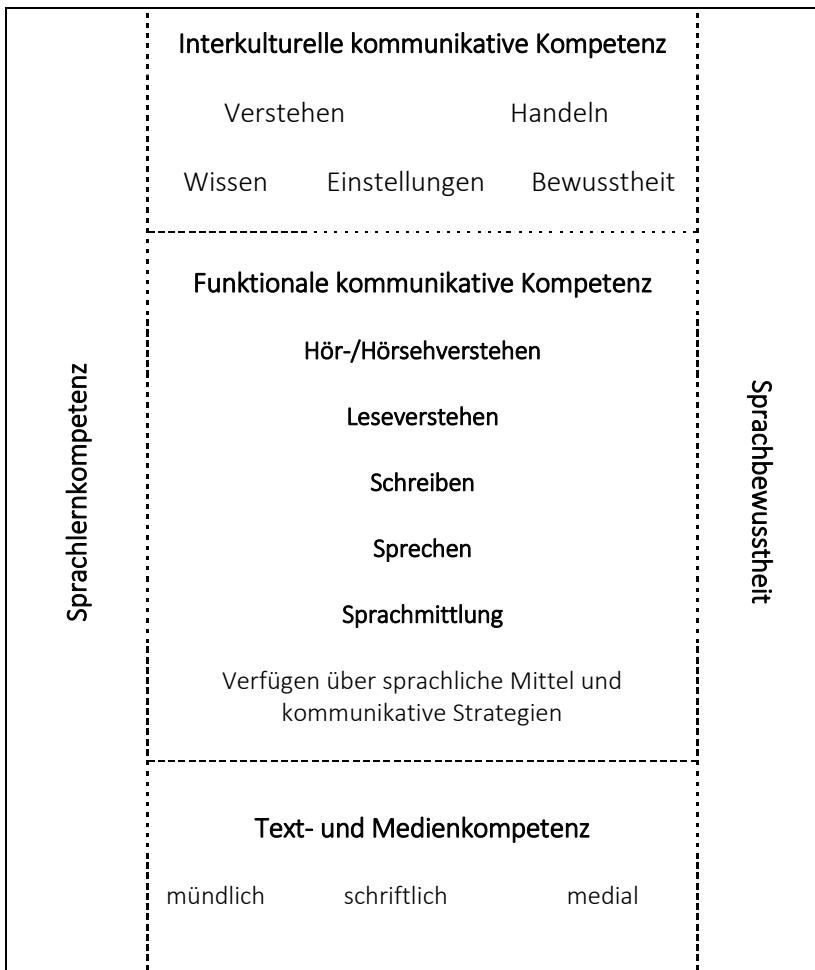 Interkulturelle kommunikative Kompetenz
Verstehen Handeln
Wissen Einstellungen Bewusstheit
Funktionale kommunikative Kompetenz
Hör-/Hörsehverstehen
Leseverstehen
Schreiben
Sprechen
Sprachmittlung
Verfügen über sprachliche Mittel und
kommunikative Strategien
Text- und Medienkompetenz
mündlich schriftlich medial
Sprachlernkompetenz
Sprachbewusstheit